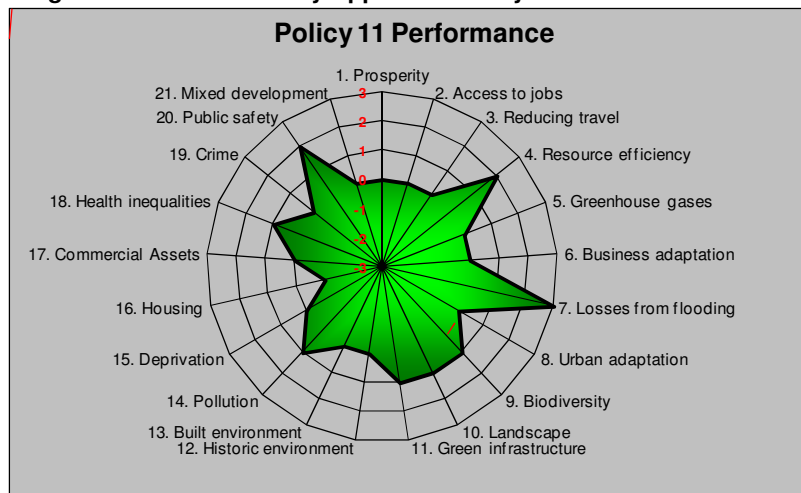 Policy 11 Performance
1. Prosperity
2. Access to jobs
3. Reducing travel
4. Resource efficiency
5. Greenhouse gases
6. Business adaptation
7. Losses from flooding
8. Urban adaptation
9. Biodiversity
10. Landscape
11. Green infrastructure
12. Historic environment
13. Built environment
14. Pollution
15. Deprivation
16. Housing
17. Commercial Assets
18. Health inequalities
19. Crime
20. Public safety
21. Mixed development
3
2
1
0
-1
-2
-3